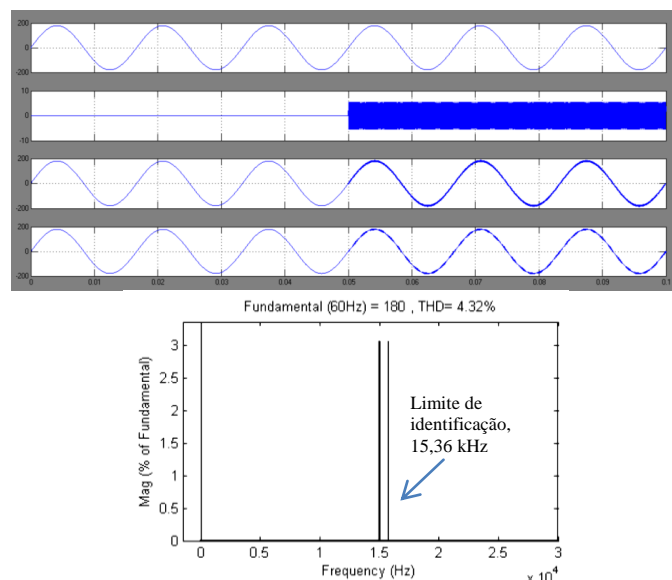 200
0
-200
10
0
-10
200
0
-200
200
0
-200
0 0.01 0.02 0.03 0.04 0.05 0.06 0.07 0.08 0.09 0.1
Fundamental (60Hz) = 180 , THD= 4.32%
Mag (% of Fundamental)
3
2.5
2
1.5
1
0.5
0
Limite de
identificação,
15,36 kHz
0 0.5 1 1.5 2 2.5 3
Frequency (Hz)
x 10⁴